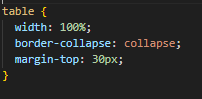 table {
  width: 100%;
  border-collapse: collapse;
  margin-top: 30px;
}